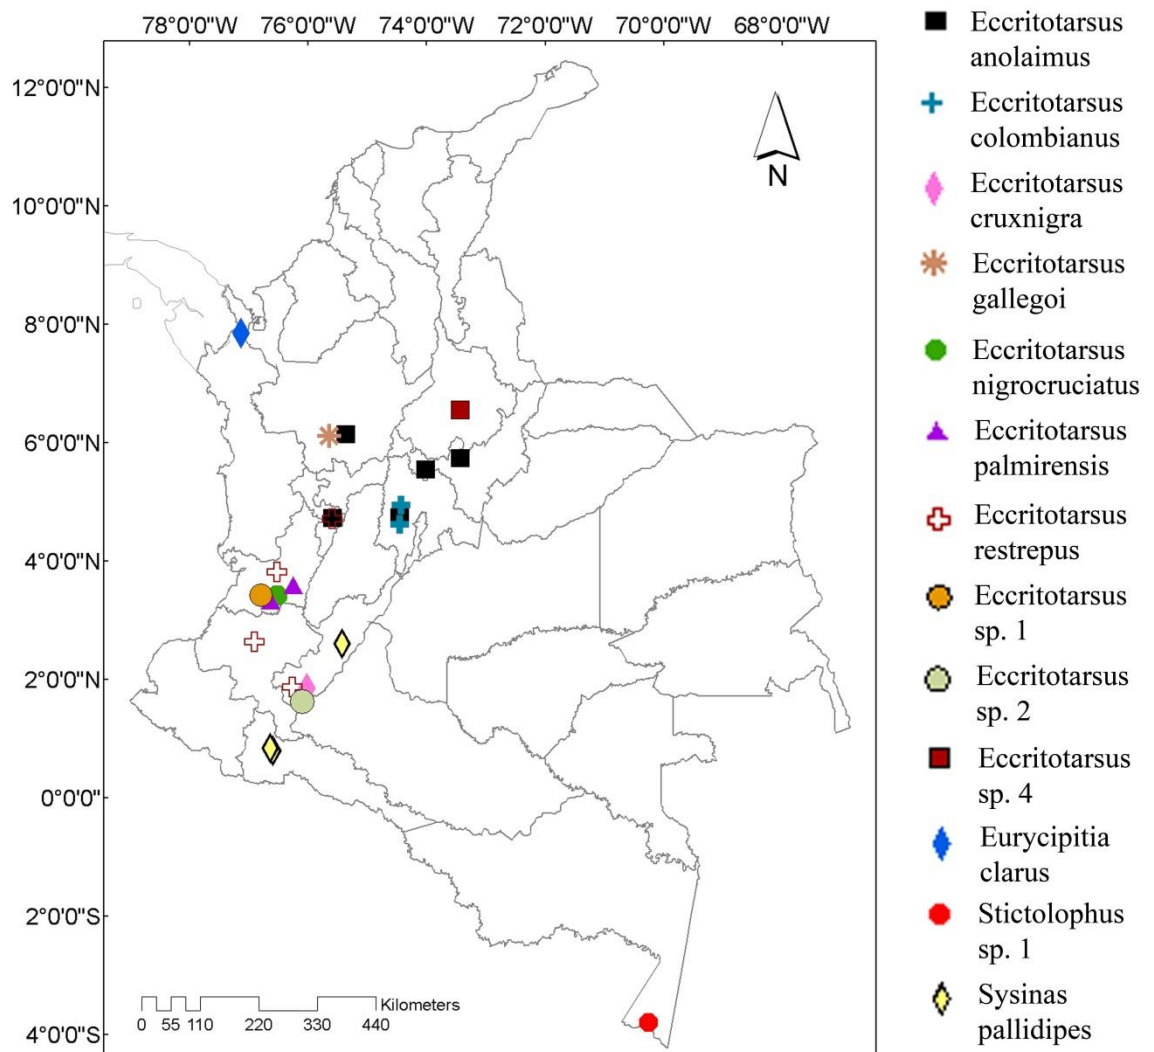 78°0'0"W 76°0'0"W 74°0'0"W 72°0'0"W 70°0'0"W 68°0'0"W
12°0'0"N
10°0'0"N
8°0'0"N
6°0'0"N
4°0'0"N
2°0'0"N
0°0'0"
2°0'0"S
4°0'0"S
N
Kilometers
0 55 110 220 330 440
Eccritotarsus
anolaimus
Eccritotarsus
colombianus
Eccritotarsus
cruxnigra
Eccritotarsus
gallegoi
Eccritotarsus
nigrocruciatus
Eccritotarsus
palmirensis
Eccritotarsus
restrepus
Eccritotarsus
sp. 1
Eccritotarsus
sp. 2
Eccritotarsus
sp. 4
Eurycipitia
clarus
Stictolophus
sp. 1
Sysinas
pallidipes